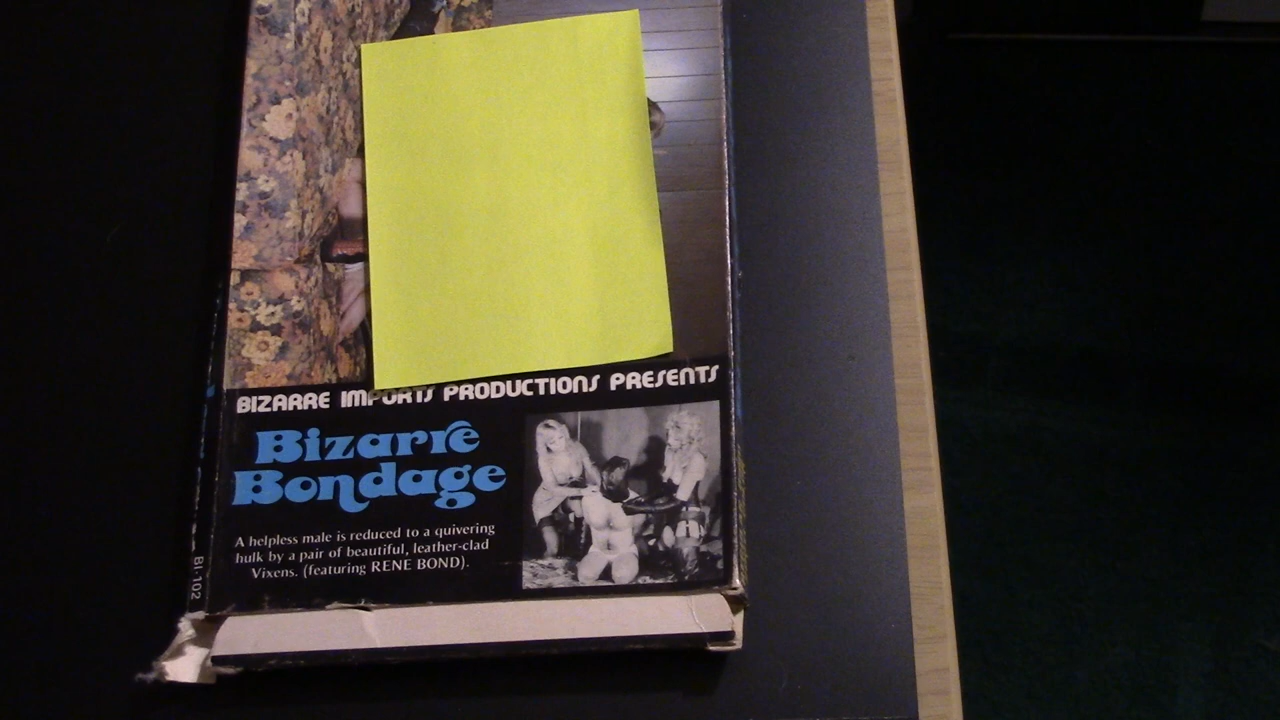 BIZARRE IMPORTS PRODUCTIONS PRESENTS
Bizarre
Bondage
A helpless male is reduced to a quivering
hulk by a pair of beautiful, leather-clad
Vixens. (featuring RENE BOND).
BI-102